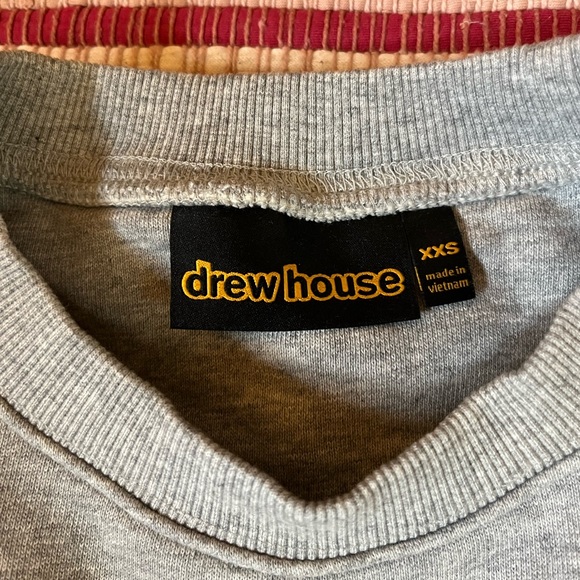 drew house
XXS
made in
vietnam